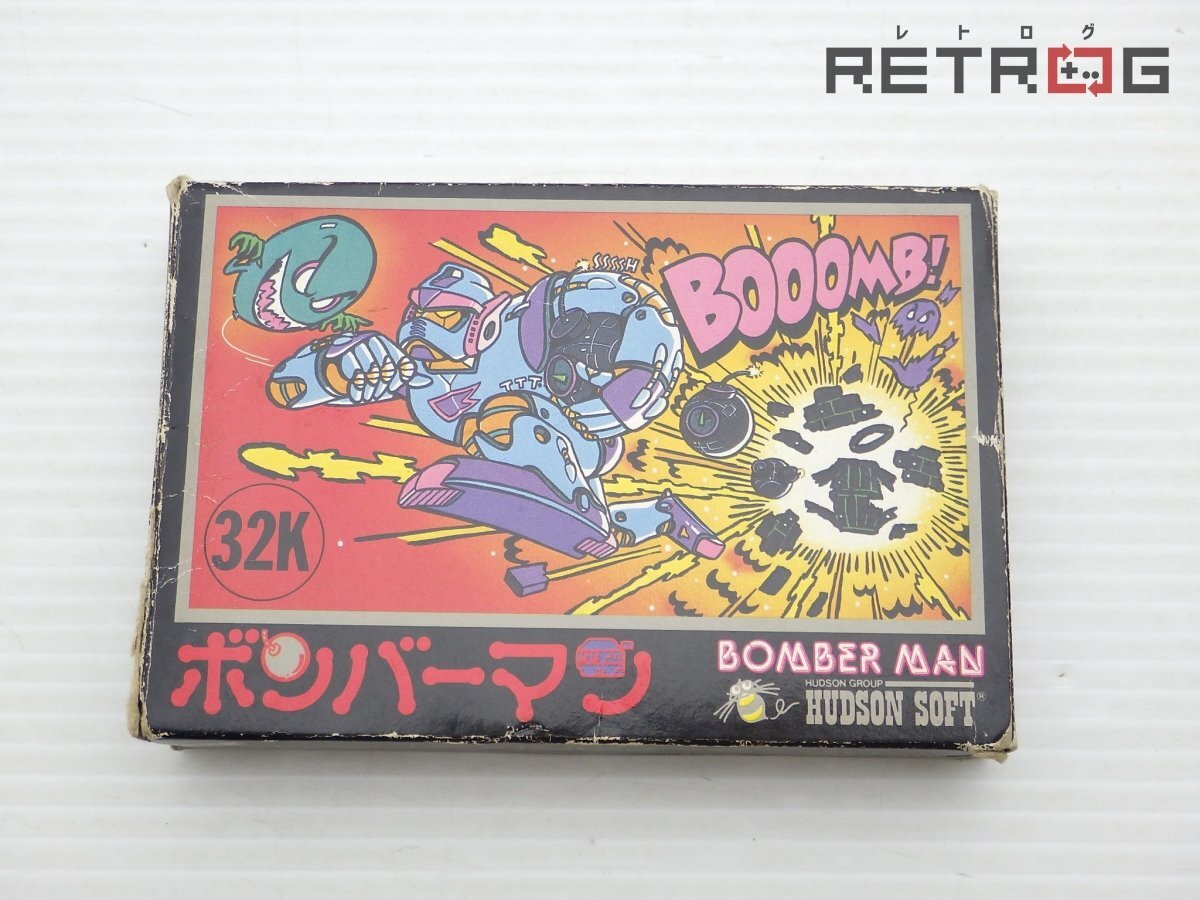 レトログ
RETROG
SSSSSH
BOOOMB!
32K
ボンバーマン
BOMBER MAN
HUDSON GROUP
HUDSON SOFT®